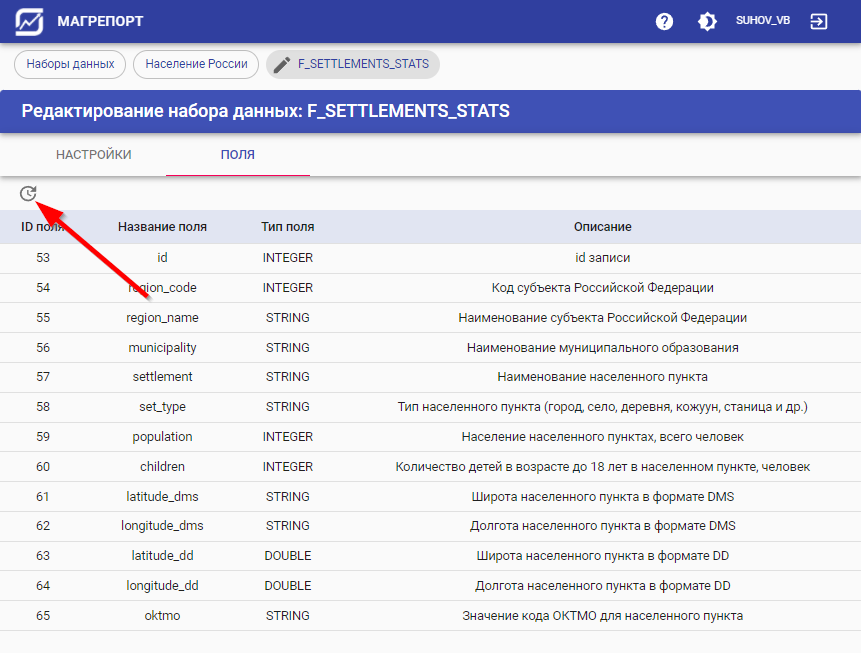 МАГРЕПОРТ SUHOV_VB
Наборы данных Население России F_SETTLEMENTS_STATS
Редактирование набора данных: F_SETTLEMENTS_STATS
НАСТРОЙКИ ПОЛЯ
ID поля Название поля Тип поля Описание
53 id INTEGER id записи
54 region_code INTEGER Код субъекта Российской Федерации
55 region_name STRING Наименование субъекта Российской Федерации
56 municipality STRING Наименование муниципального образования
57 settlement STRING Наименование населенного пункта
58 set_type STRING Тип населенного пункта (город, село, деревня, кожуун, станица и др.)
59 population INTEGER Население населенного пунктах, всего человек
60 children INTEGER Количество детей в возрасте до 18 лет в населенном пункте, человек
61 latitude_dms STRING Широта населенного пункта в формате DMS
62 longitude_dms STRING Долгота населенного пункта в формате DMS
63 latitude_dd DOUBLE Широта населенного пункта в формате DD
64 longitude_dd DOUBLE Долгота населенного пункта в формате DD
65 oktmo STRING Значение кода ОКТМО для населенного пункта